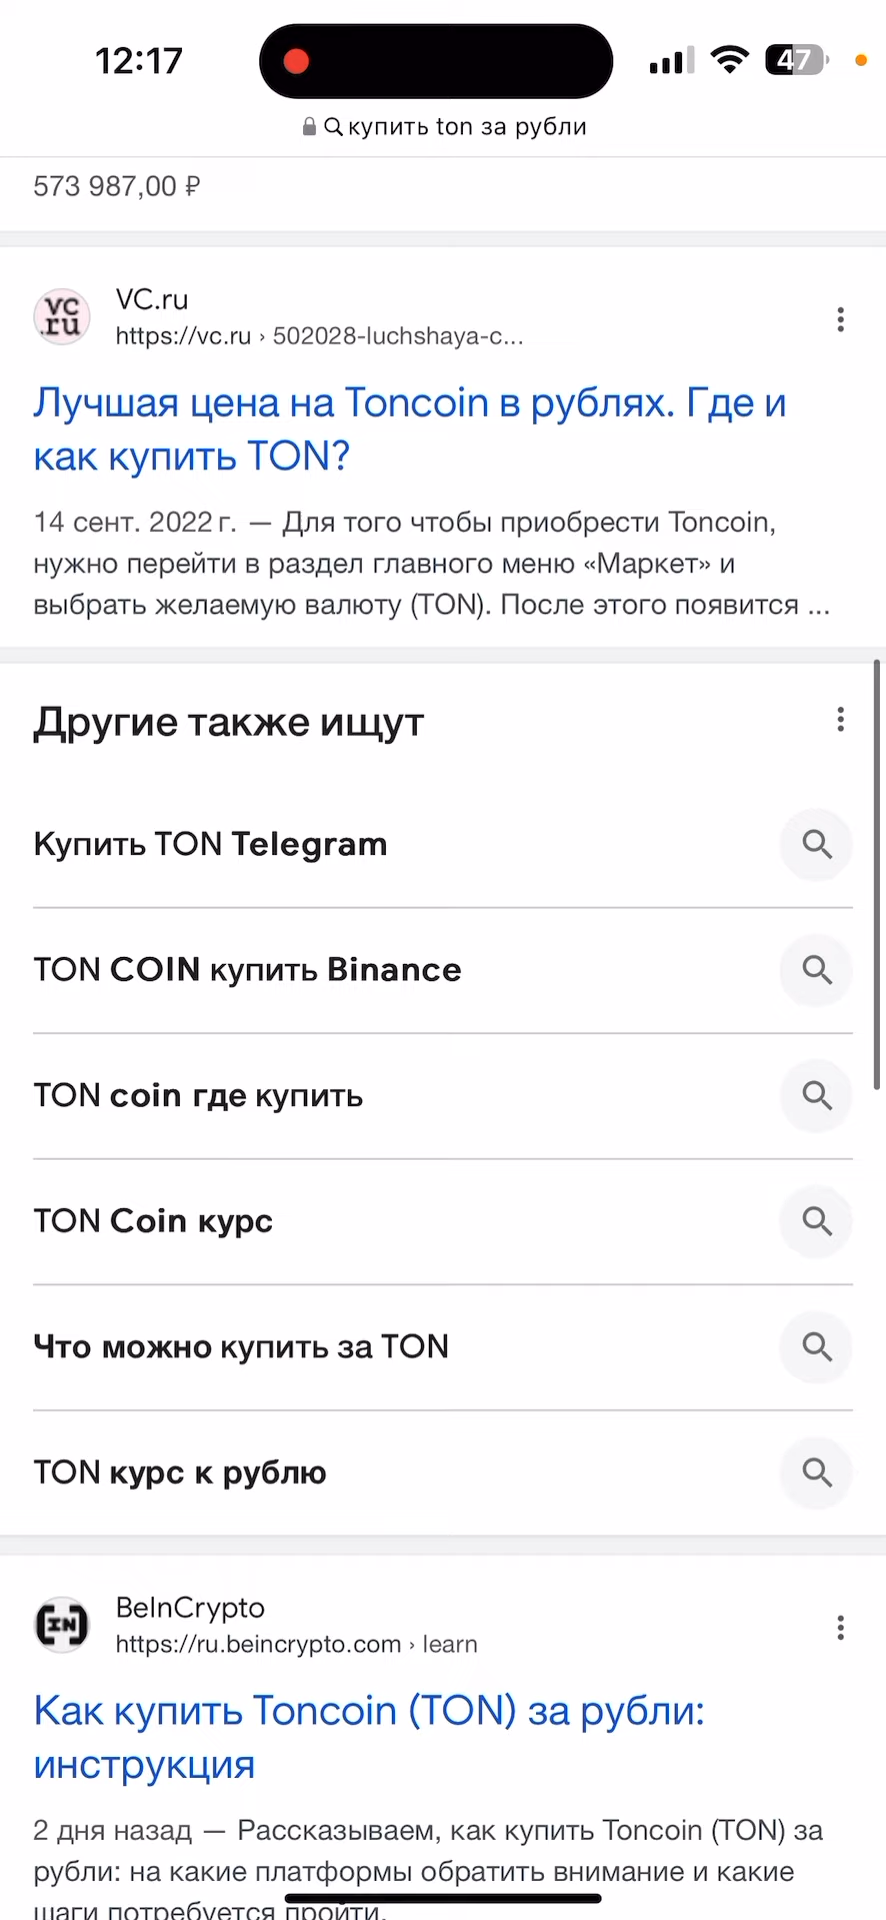 12:17
47
купить ton за рубли
573 987,00 ₽
VC.ru
https://vc.ru › 502028-luchshaya-c...
Лучшая цена на Toncoin в рублях. Где и
как купить TON?
14 сент. 2022 г. — Для того чтобы приобрести Toncoin,
нужно перейти в раздел главного меню «Маркет» и
выбрать желаемую валюту (TON). После этого появится ...
Другие также ищут
Купить TON Telegram
TON COIN купить Binance
TON coin где купить
TON Coin курс
Что можно купить за TON
TON курс к рублю
BeInCrypto
https://ru.beincrypto.com › learn
Как купить Toncoin (TON) за рубли:
инструкция
2 дня назад — Рассказываем, как купить Toncoin (TON) за
рубли: на какие платформы обратить внимание и какие
шаги потребуется пройти.